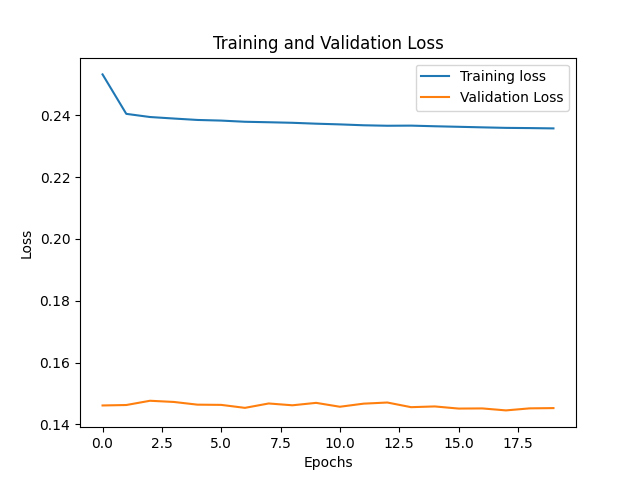 Training and Validation Loss
Training loss
Validation Loss
0.24
0.22
0.20
0.18
0.16
0.14
Loss
0.0 2.5 5.0 7.5 10.0 12.5 15.0 17.5
Epochs